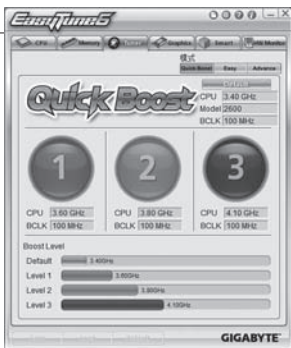 EasyTune6
CPU Memory Tuner Graphics Smart HW Monitor
模式
Quick Boost Easy Advance
Quick Boost
CPU 3.40 GHz
Model 2600
BCLK 100 MHz
1 2 3
CPU 3.60 GHz CPU 3.80 GHz CPU 4.10 GHz
BCLK 100 MHz BCLK 100 MHz BCLK 100 MHz
Boost Level
Default 3.40GHz
Level 1 3.60GHz
Level 2 3.80GHz
Level 3 4.10GHz
GIGABYTE